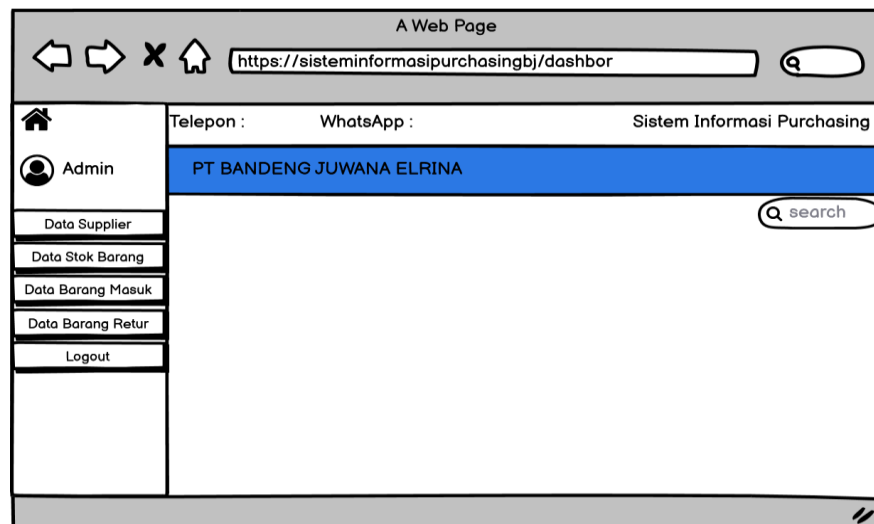 A Web Page
https://sisteminformasipurchasingbj/dashbor
Telepon : WhatsApp : Sistem Informasi Purchasing
Admin
PT BANDENG JUWANA ELRINA
search
Data Supplier
Data Stok Barang
Data Barang Masuk
Data Barang Retur
Logout